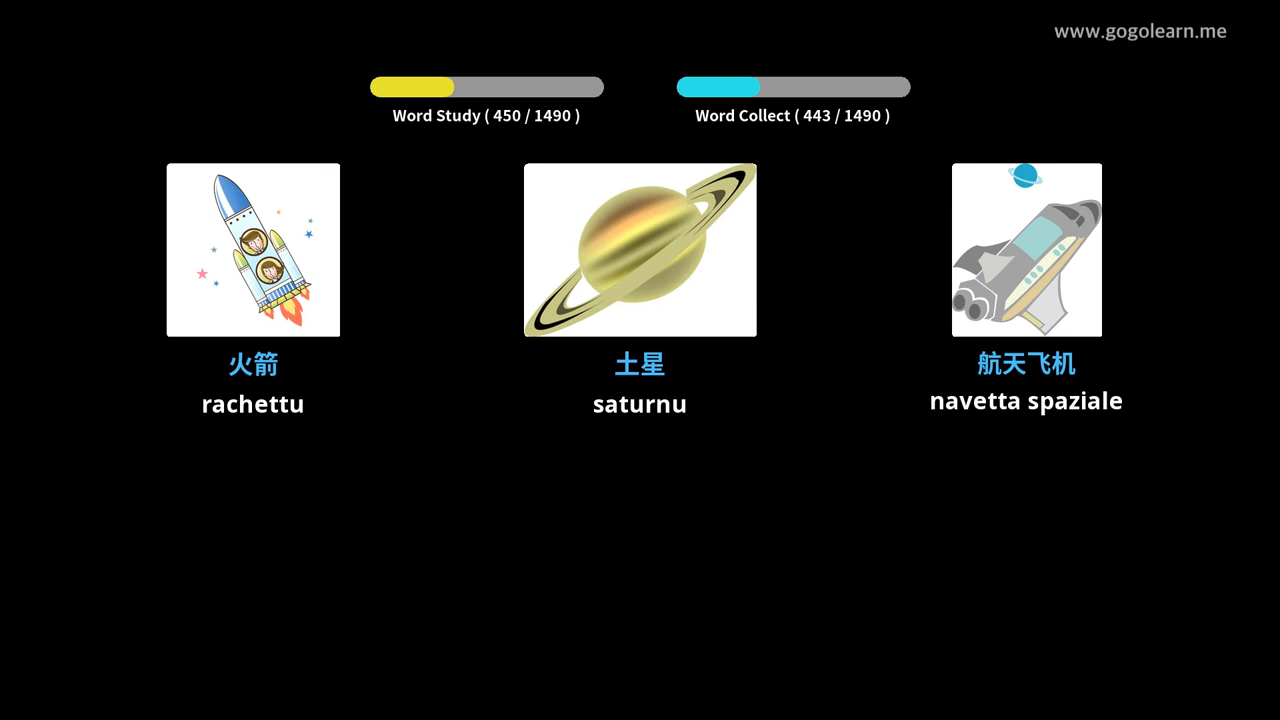 www.gogolearn.me
Word Study ( 450 / 1490 )
Word Collect ( 443 / 1490 )
火箭
土星
航天飞机
rachettu
saturnu
navetta spaziale